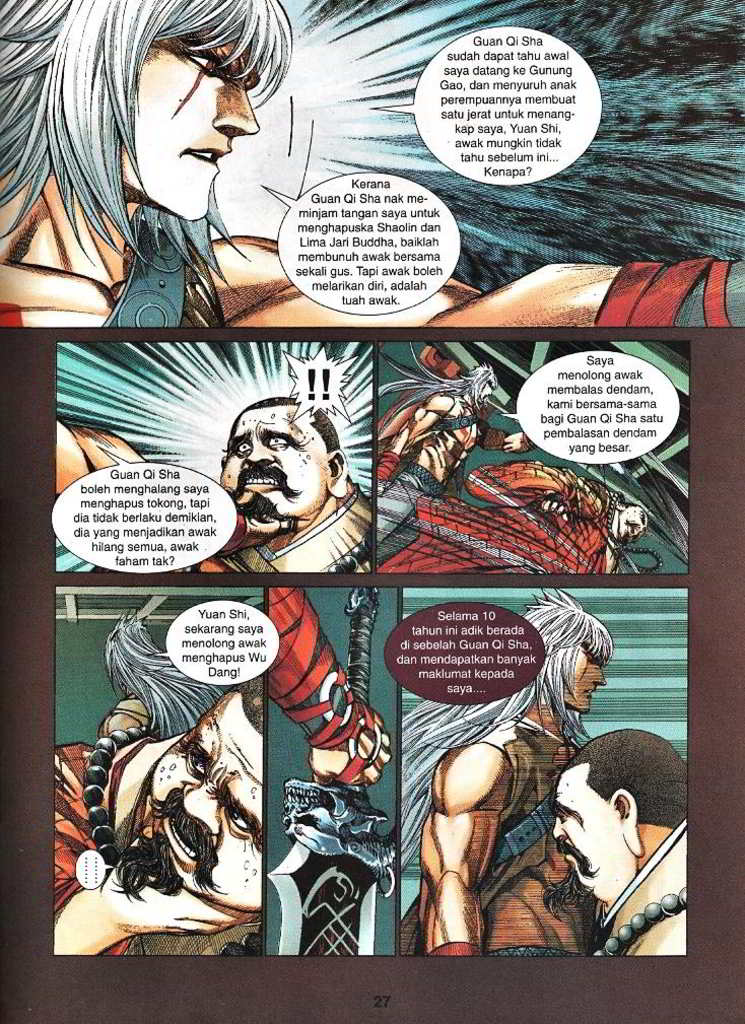 Guan Qi Sha
sudah dapat tahu awal
saya datang ke Gunung
Gao, dan menyuruh anak
perempuannya membuat
satu jerat untuk menang-
kap saya, Yuan Shi,
awak mungkin tidak
tahu sebelum ini...
Kenapa?
Kerana
Guan Qi Sha nak me-
minjam tangan saya untuk
menghapuska Shaolin dan
Lima Jari Buddha, baiklah
membunuh awak bersama
sekali gus. Tapi awak boleh
melarikan diri, adalah
tuah awak.
!!
Guan Qi Sha
boleh menghalang saya
menghapus tokong, tapi
dia tidak berlaku demiklan,
dia yang menjadikan awak
hilang semua, awak
faham tak?
Saya
menolong awak
membalas dendam,
kami bersama-sama
bagi Guan Qi Sha satu
pembalasan dendam
yang besar.
Yuan Shi,
sekarang saya
menolong awak
menghapus Wu
Dang!
......
Selama 10
tahun ini adik berada
di sebelah Guan Qi Sha,
dan mendapatkan banyak
maklumat kepada
saya....
27